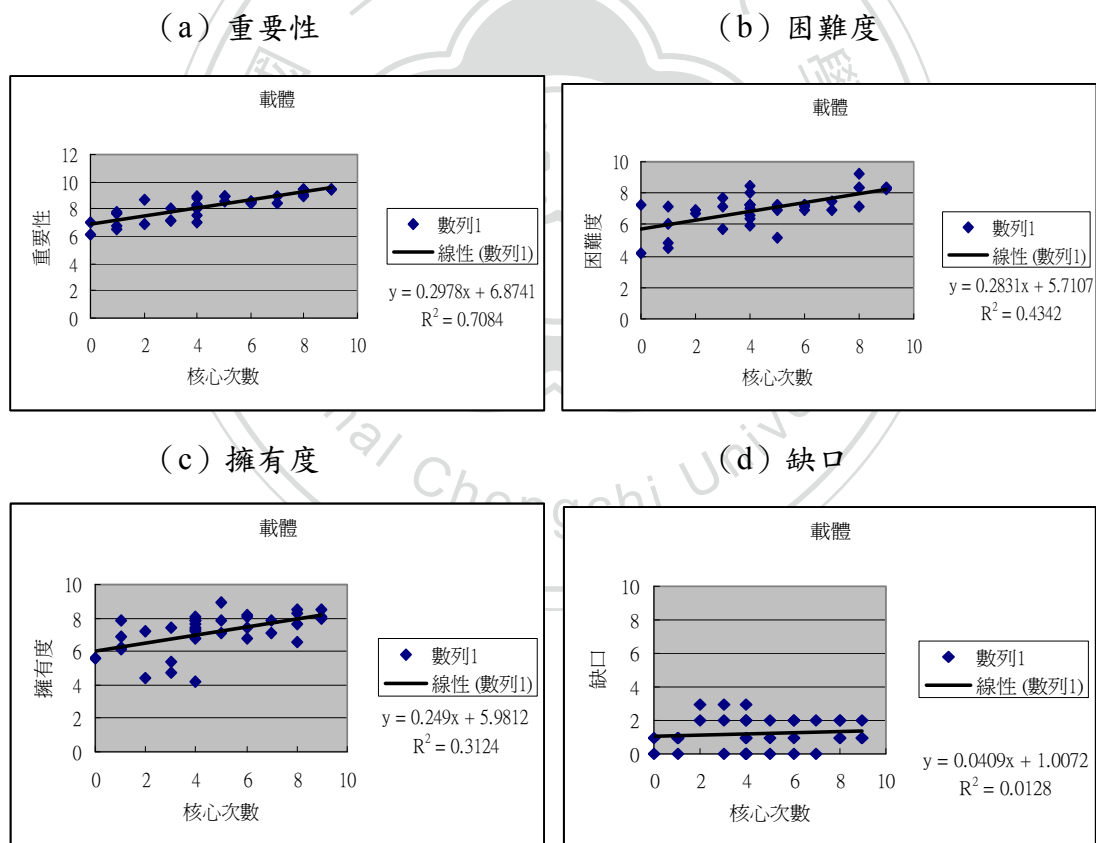 （a）重要性
（b）困難度
載體
12
10
8
6
4
2
0
重要性
0 2 4 6 8 10
核心次數
數列1
線性 (數列1)
y = 0.2978x + 6.8741
R² = 0.7084
載體
10
8
6
4
2
0
困難度
0 2 4 6 8 10
核心次數
數列1
線性 (數列1)
y = 0.2831x + 5.7107
R² = 0.4342
（c）擁有度
（d）缺口
載體
10
8
6
4
2
0
擁有度
0 2 4 6 8 10
核心次數
數列1
線性 (數列1)
y = 0.249x + 5.9812
R² = 0.3124
載體
10
8
6
4
2
0
缺口
0 2 4 6 8 10
核心次數
數列1
線性 (數列1)
y = 0.0409x + 1.0072
R² = 0.0128
Chengchi Univer